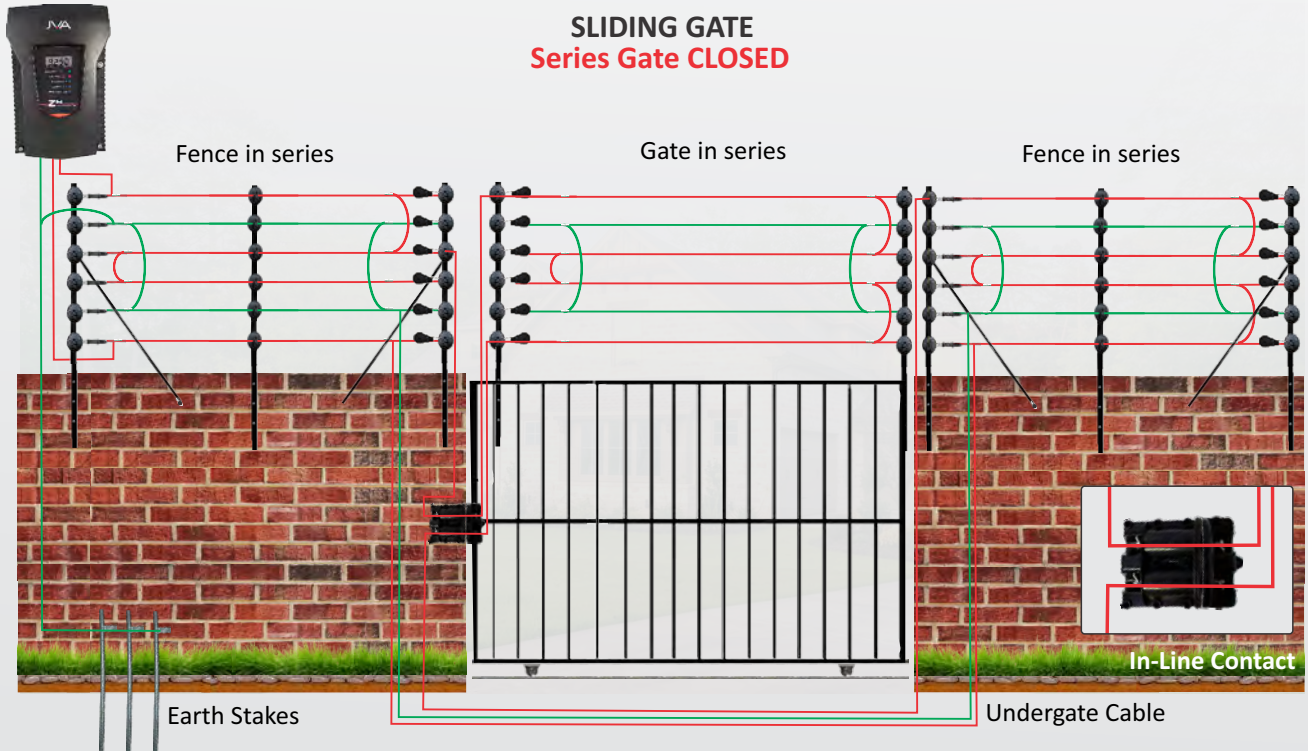 JVA
SLIDING GATE
Series Gate CLOSED
Fence in series
Gate in series
Fence in series
In-Line Contact
Earth Stakes
Undergate Cable